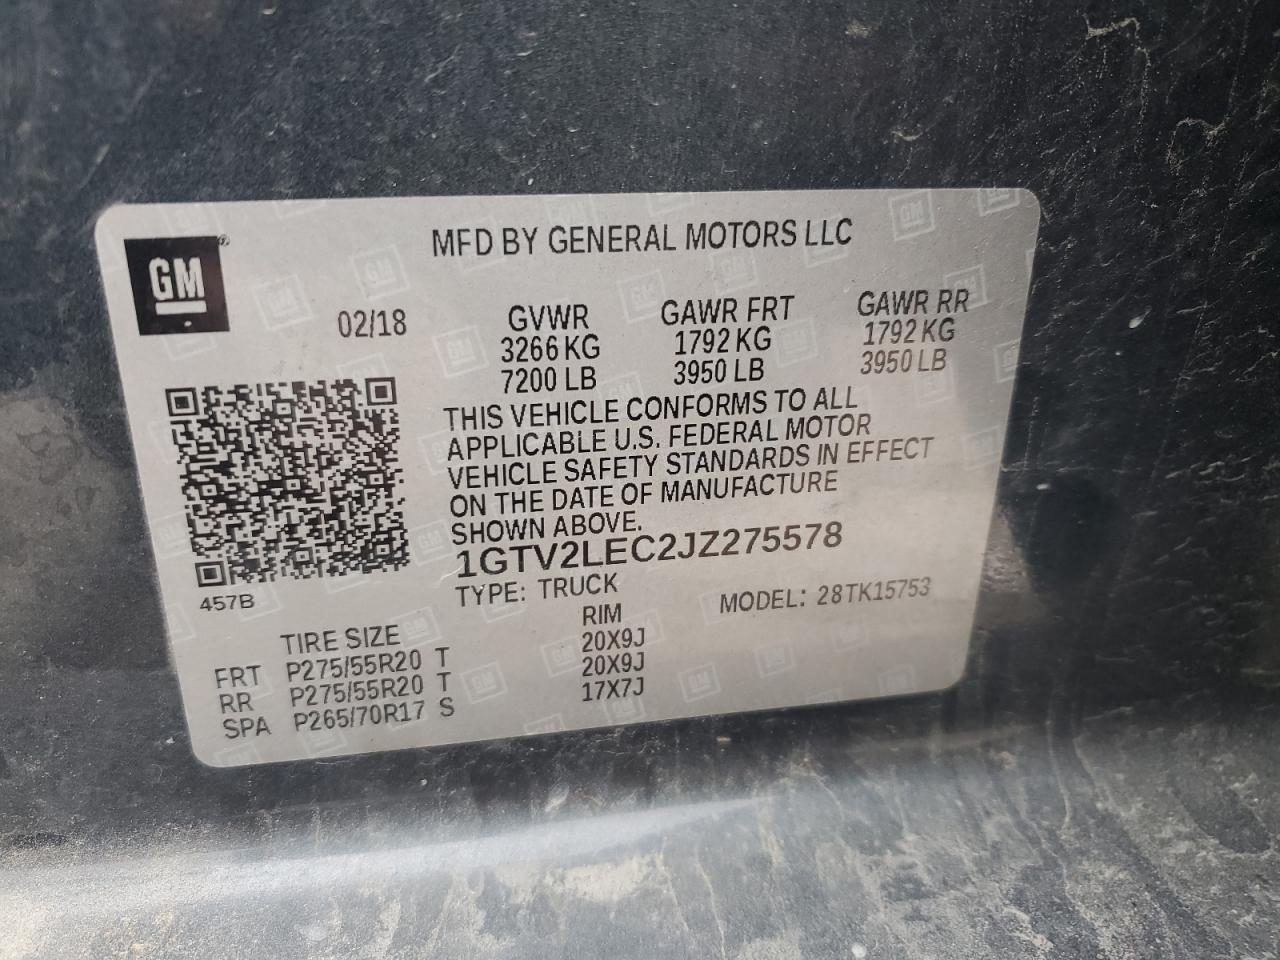 GM®
MFD BY GENERAL MOTORS LLC
02/18
GVWR GAWR FRT GAWR RR
3266 KG 1792 KG 1792 KG
7200 LB 3950 LB 3950 LB
THIS VEHICLE CONFORMS TO ALL
APPLICABLE U.S. FEDERAL MOTOR
VEHICLE SAFETY STANDARDS IN EFFECT
ON THE DATE OF MANUFACTURE
SHOWN ABOVE.
1GTV2LEC2JZ275578
457B
TYPE: TRUCK MODEL: 28TK15753
TIRE SIZE RIM
FRT P275/55R20 T 20X9J
RR P275/55R20 T 20X9J
SPA P265/70R17 S 17X7J